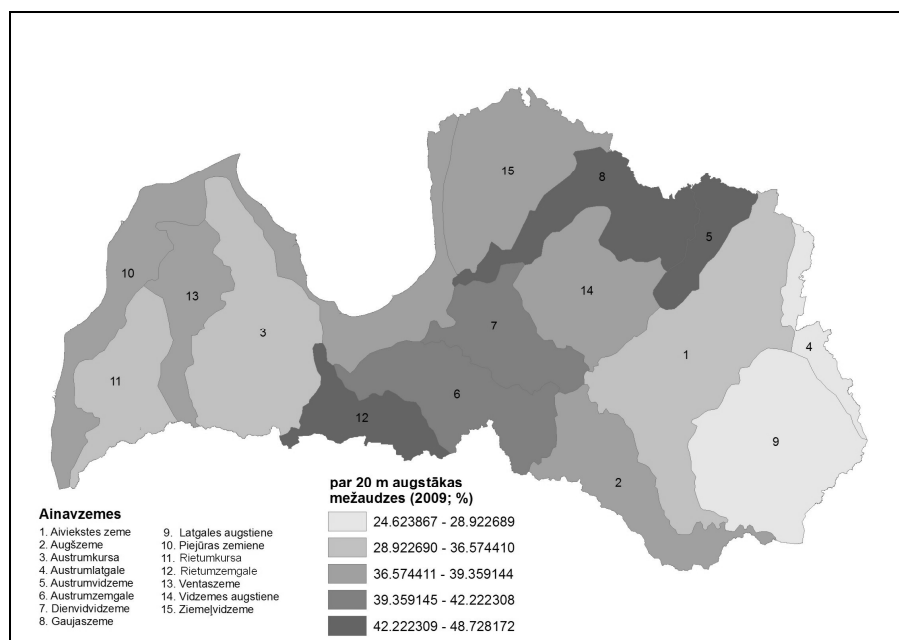 15
8
5
10
13
14
7
3
1
4
11
6
12
9
2
Ainavzemes
1. Aiviekstes zeme
2. Augšzeme
3. Austrumkursa
4. Austrumlatgale
5. Austrumvidzeme
6. Austrumzemgale
7. Dienvidvidzeme
8. Gaujaszeme
9. Latgales augstiene
10. Piejūras zemiene
11. Rietumkursa
12. Rietumzemgale
13. Ventaszeme
14. Vidzemes augstiene
15. Ziemeļvidzeme
par 20 m augstākas
mežaudzes (2009; %)
24.623867 - 28.922689
28.922690 - 36.574410
36.574411 - 39.359144
39.359145 - 42.222308
42.222309 - 48.728172